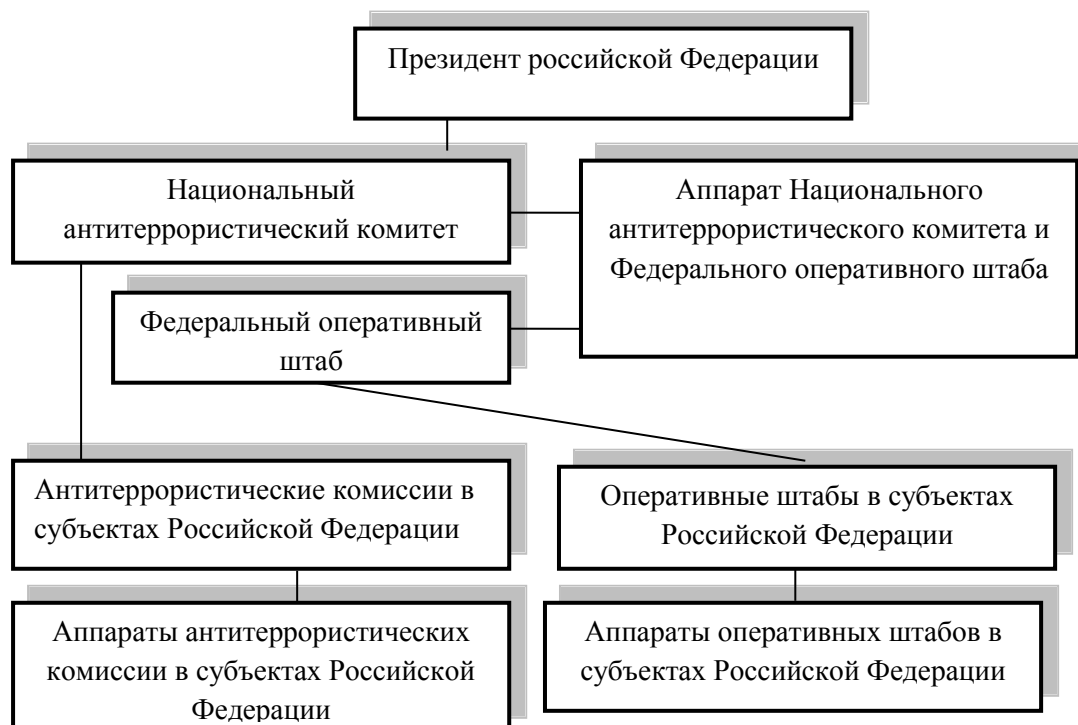 Президент российской Федерации
Национальный
антитеррористический комитет
Аппарат Национального
антитеррористического комитета и
Федерального оперативного штаба
Федеральный оперативный
штаб
Антитеррористические комиссии в
субъектах Российской Федерации
Оперативные штабы в субъектах
Российской Федерации
Аппараты антитеррористических
комиссии в субъектах Российской
Федерации
Аппараты оперативных штабов в
субъектах Российской Федерации